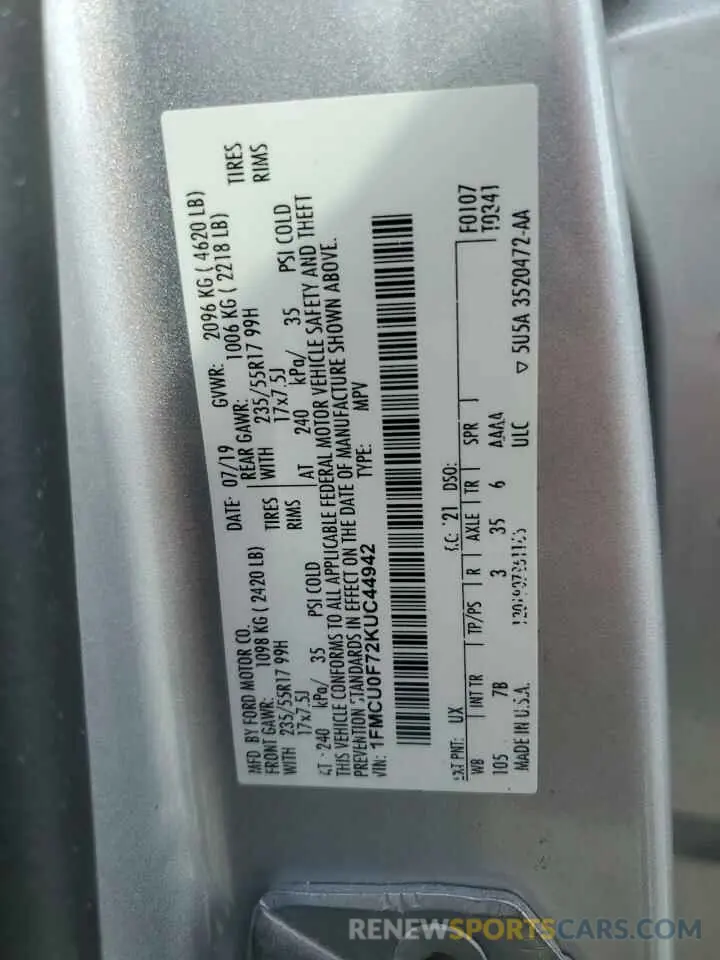 MFD BY FORD MOTOR CO.
DATE: 07/19 GVWR: 2096 KG ( 4620 LB)
FRONT GAWR: 1098 KG ( 2420 LB) REAR GAWR: 1006 KG ( 2218 LB)
WITH 235/55R17 99H TIRES WITH 235/55R17 99H TIRES
17x7.5J RIMS 17x7.5J RIMS
240 kPa/ 35 PSI COLD AT 240 kPa/ 35 PSI COLD
THIS VEHICLE CONFORMS TO ALL APPLICABLE FEDERAL MOTOR VEHICLE SAFETY AND THEFT
PREVENTION STANDARDS IN EFFECT ON THE DATE OF MANUFACTURE SHOWN ABOVE.
VIN: 1FMCU0F72KUC44942 TYPE: MPV
F0107
T0341
EXT PNT: UX '21 DSO:
WB INT TR TP/PS R AXLE TR SPR
105 7B 3 35 6 AAAA
MADE IN U.S.A. ULC ▽ 5U5A 3520472-AA
RENEWSPORTSCARS.COM